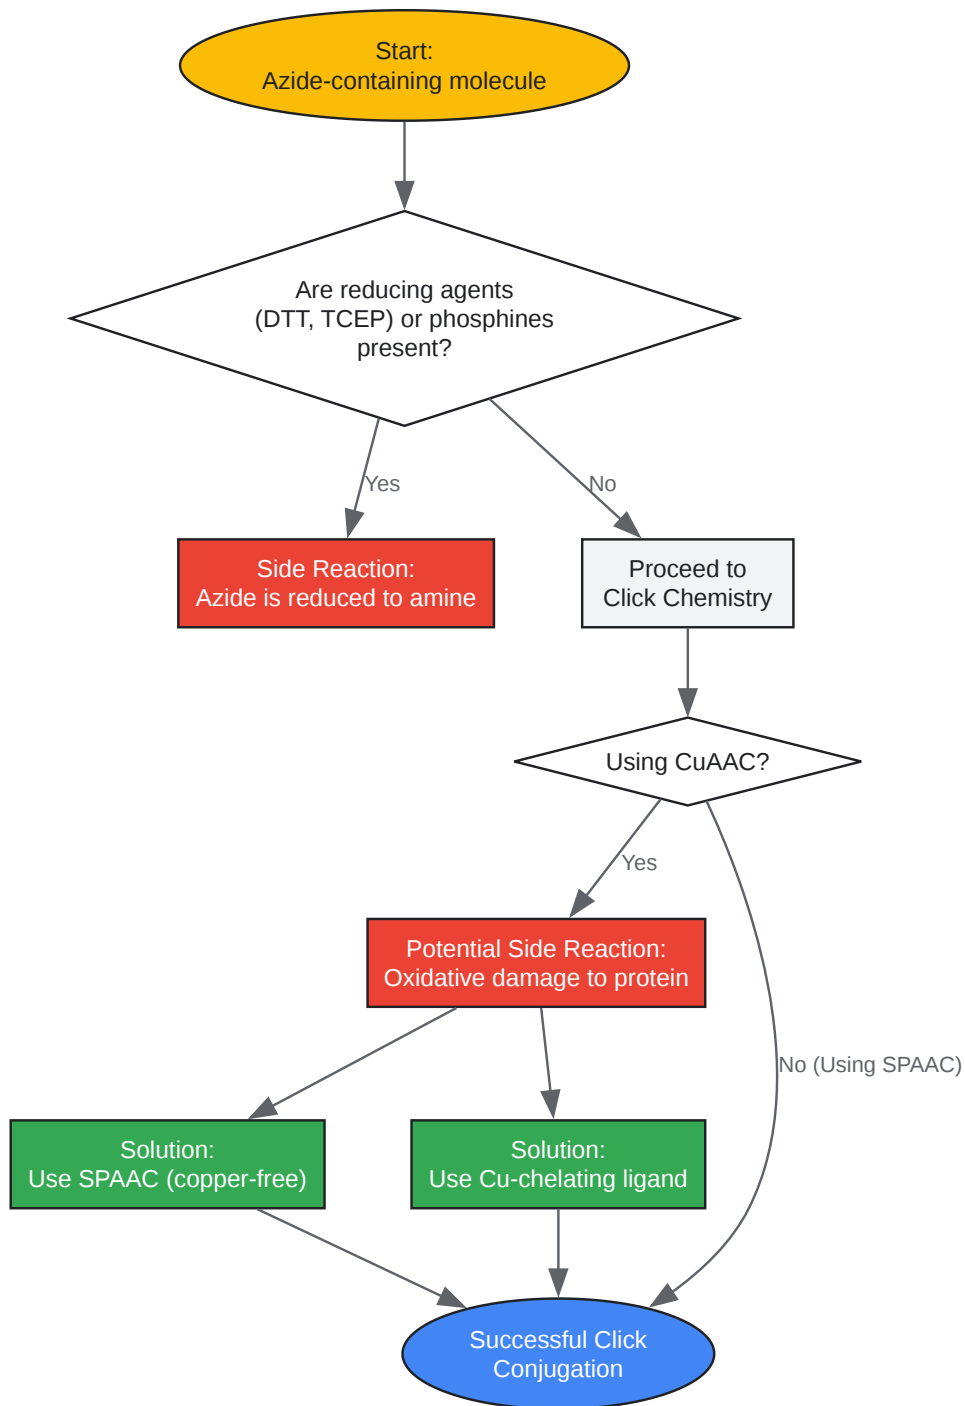 Start:
Azide-containing molecule
Are reducing agents
(DTT, TCEP) or phosphines
present?
Yes
No
Side Reaction:
Azide is reduced to amine
Proceed to
Click Chemistry
Using CuAAC?
Yes
Potential Side Reaction:
Oxidative damage to protein
No (Using SPAAC)
Solution:
Use SPAAC (copper-free)
Solution:
Use Cu-chelating ligand
Successful Click
Conjugation